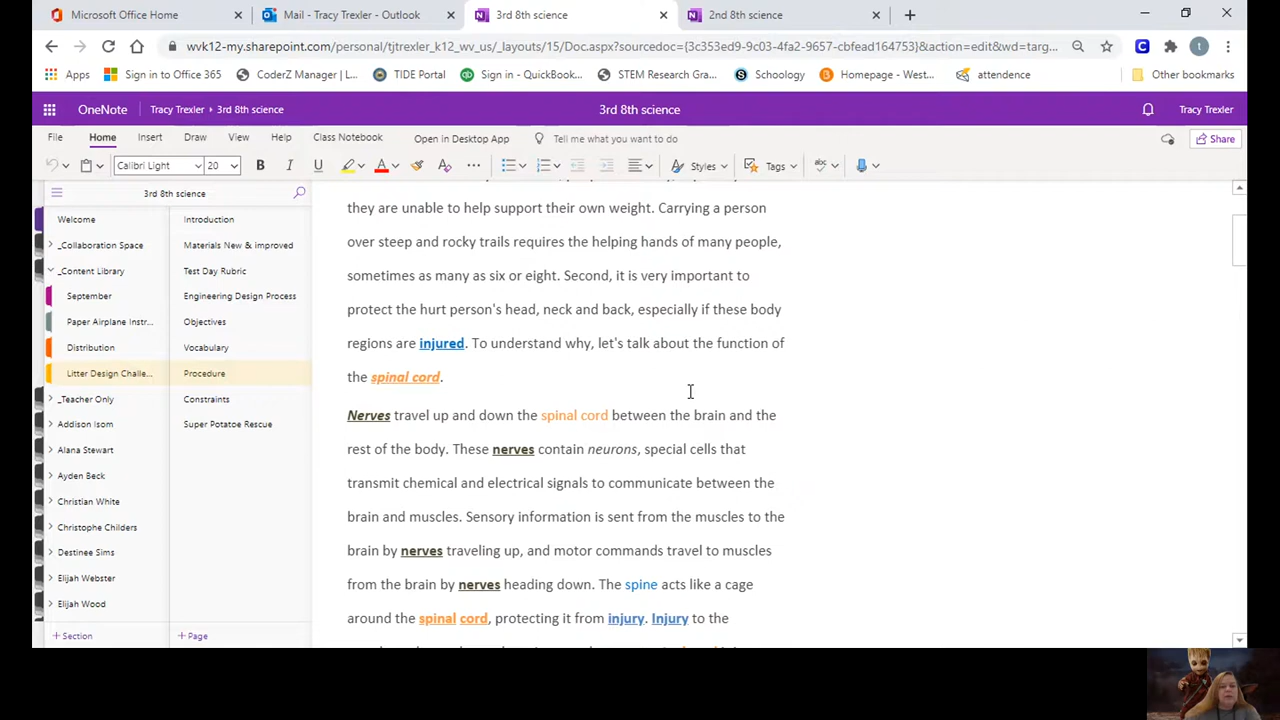 Microsoft Office Home
Mail - Tracy Trexler - Outlook
3rd 8th science
2nd 8th science
wvk12-my.sharepoint.com/personal/tjtrexler_k12_wv_us/_layouts/15/Doc.aspx?sourcedoc={3c353ed9-9c03-4fa2-9657-cbfead164753}&action=edit&wd=targ...
t
Apps
Sign in to Office 365
CoderZ Manager | L...
TIDE Portal
Sign in - QuickBook...
STEM Research Gra...
Schoology
Homepage - West...
attendence
Other bookmarks
OneNote
Tracy Trexler › 3rd 8th science
3rd 8th science
Tracy Trexler
File
Home
Insert
Draw
View
Help
Class Notebook
Open in Desktop App
Tell me what you want to do
Share
Calibri Light
20
B
I
U
Styles
Tags
3rd 8th science
Welcome
_Collaboration Space
_Content Library
September
Paper Airplane Instr...
Distribution
Litter Design Challe...
_Teacher Only
Addison Isom
Alana Stewart
Ayden Beck
Christian White
Christophe Childers
Destinee Sims
Elijah Webster
Elijah Wood
+ Section
Introduction
Materials New & improved
Test Day Rubric
Engineering Design Process
Objectives
Vocabulary
Procedure
Constraints
Super Potatoe Rescue
+ Page
they are unable to help support their own weight. Carrying a person
over steep and rocky trails requires the helping hands of many people,
sometimes as many as six or eight. Second, it is very important to
protect the hurt person's head, neck and back, especially if these body
regions are injured. To understand why, let's talk about the function of
the spinal cord.
Nerves travel up and down the spinal cord between the brain and the
rest of the body. These nerves contain neurons, special cells that
transmit chemical and electrical signals to communicate between the
brain and muscles. Sensory information is sent from the muscles to the
brain by nerves traveling up, and motor commands travel to muscles
from the brain by nerves heading down. The spine acts like a cage
around the spinal cord, protecting it from injury. Injury to the